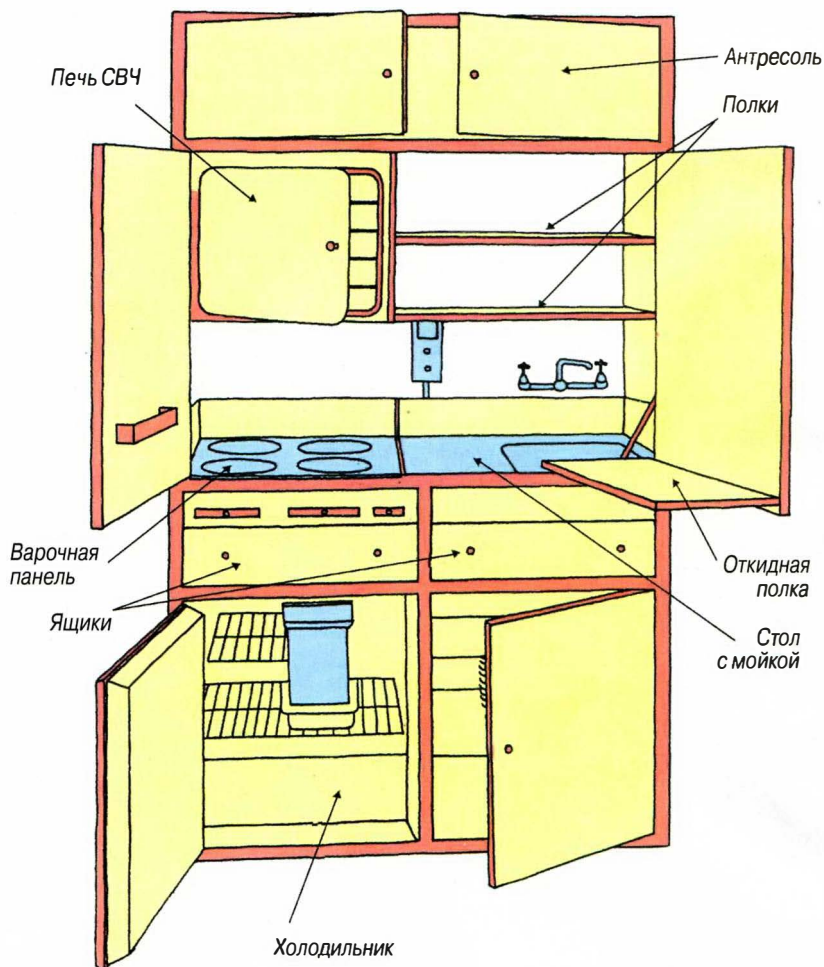 Печь СВЧ
Антресоль
Полки
Варочная
панель
Ящики
Откидная
полка
Стол
с мойкой
Холодильник